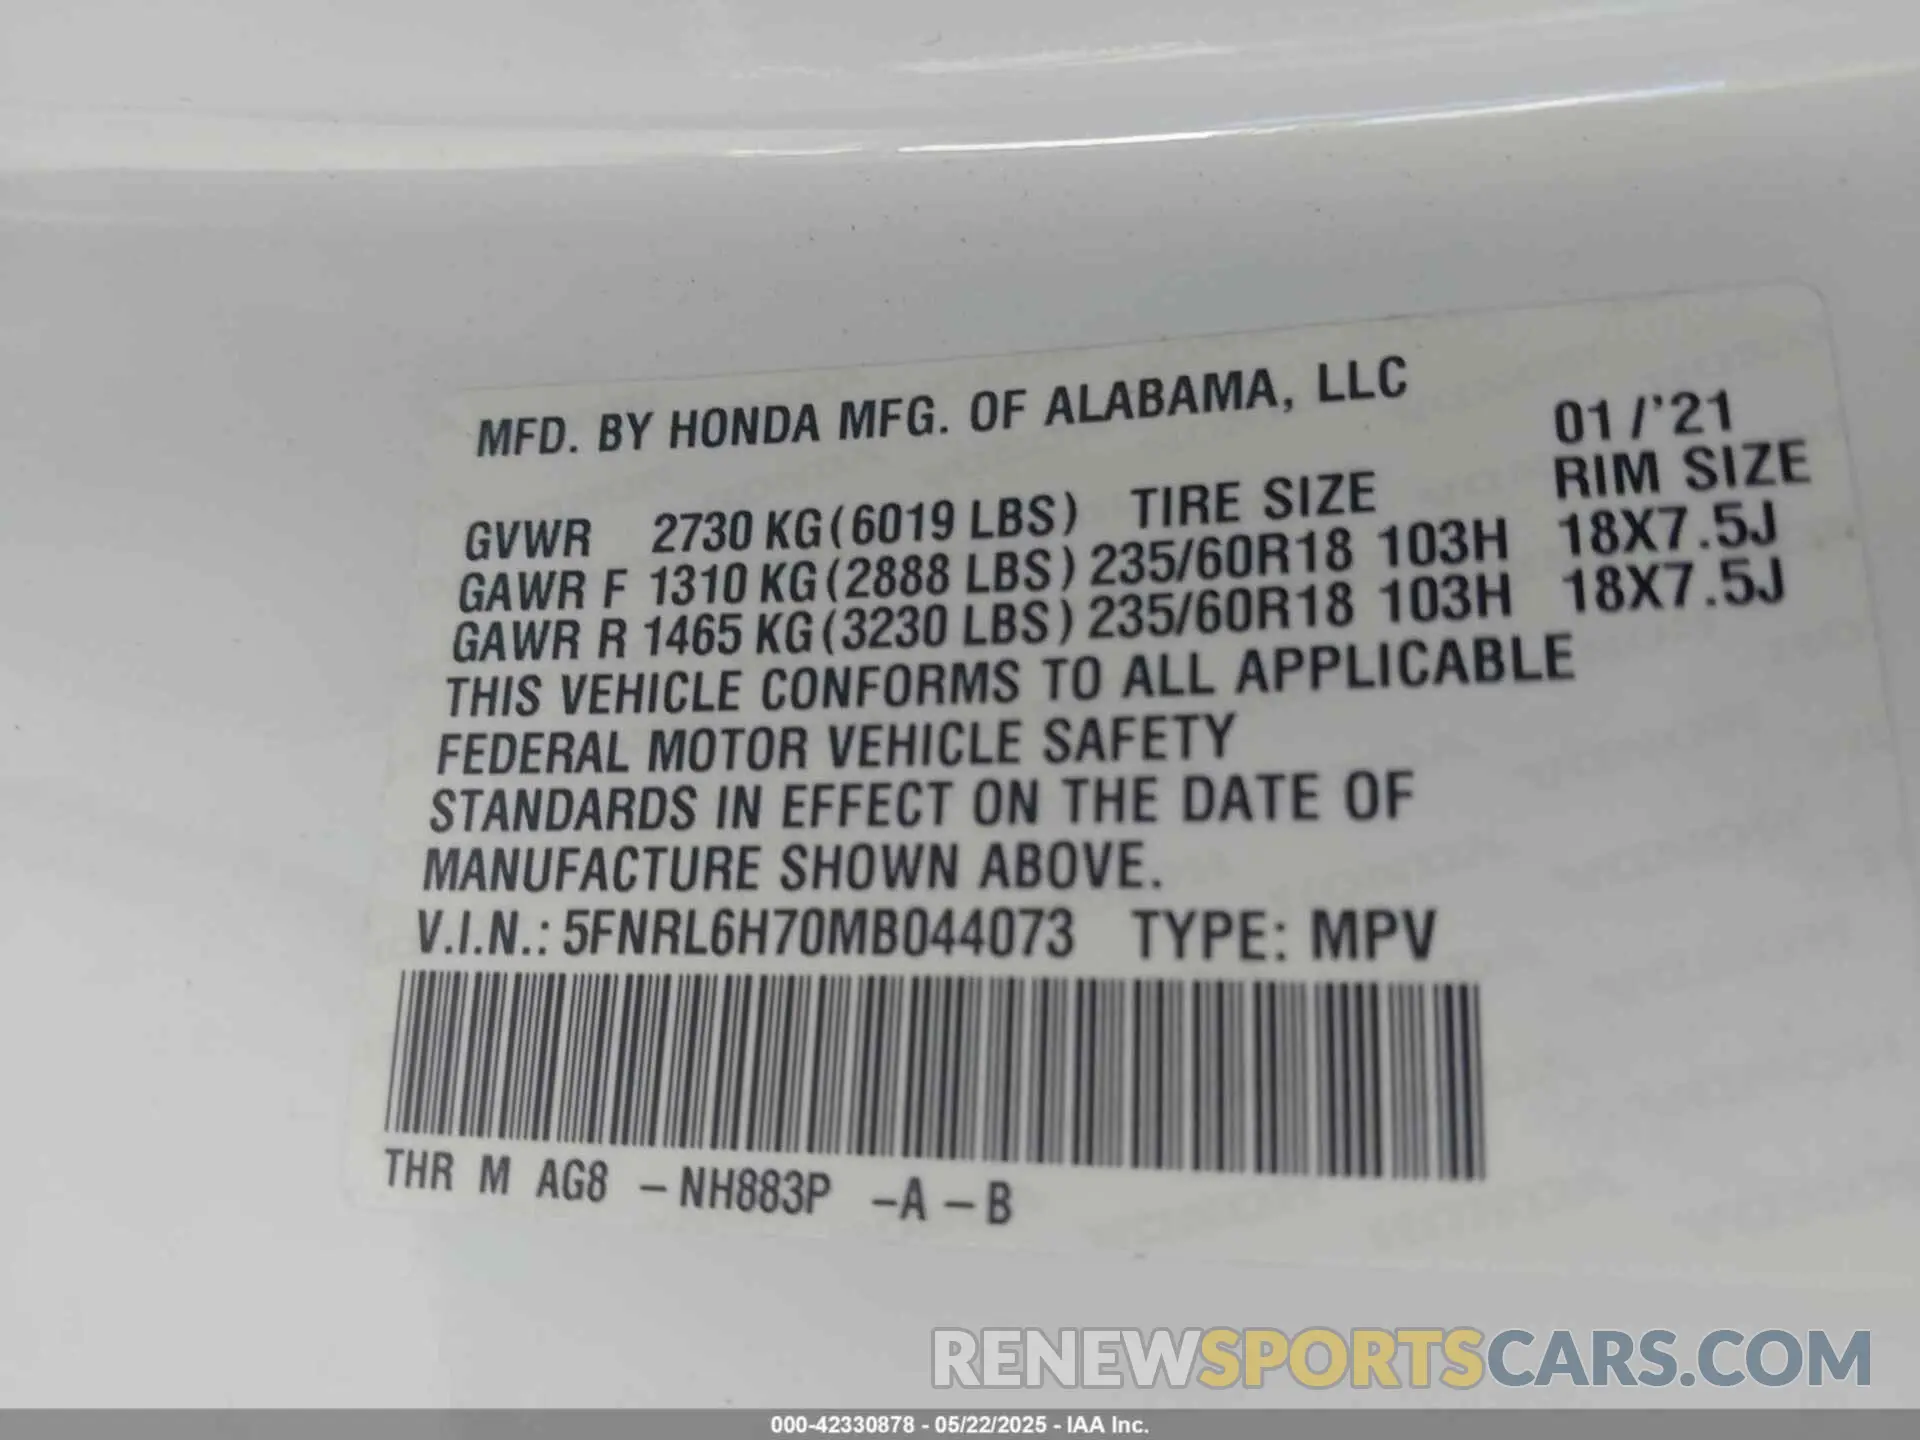 MFD. BY HONDA MFG. OF ALABAMA, LLC 01/'21
GVWR 2730 KG (6019 LBS) TIRE SIZE RIM SIZE
GAWR F 1310 KG (2888 LBS) 235/60R18 103H 18X7.5J
GAWR R 1465 KG (3230 LBS) 235/60R18 103H 18X7.5J
THIS VEHICLE CONFORMS TO ALL APPLICABLE
FEDERAL MOTOR VEHICLE SAFETY
STANDARDS IN EFFECT ON THE DATE OF
MANUFACTURE SHOWN ABOVE.
V.I.N.: 5FNRL6H70MB044073 TYPE: MPV
THR M AG8 -NH883P -A-B
RENEWSPORTSCARS.COM
000-42330878 - 05/22/2025 - IAA Inc.